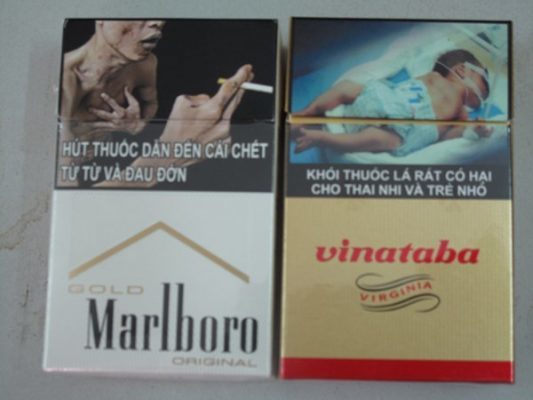 HÚT THUỐC DẪN ĐẾN CÁI CHẾT
TỪ TỪ VÀ ĐAU ĐỚN
GOLD
Marlboro
ORIGINAL
KHÓI THUỐC LÁ RẤT CÓ HẠI
CHO THAI NHI VÀ TRẺ NHỎ
vinataba
VIRGINIA